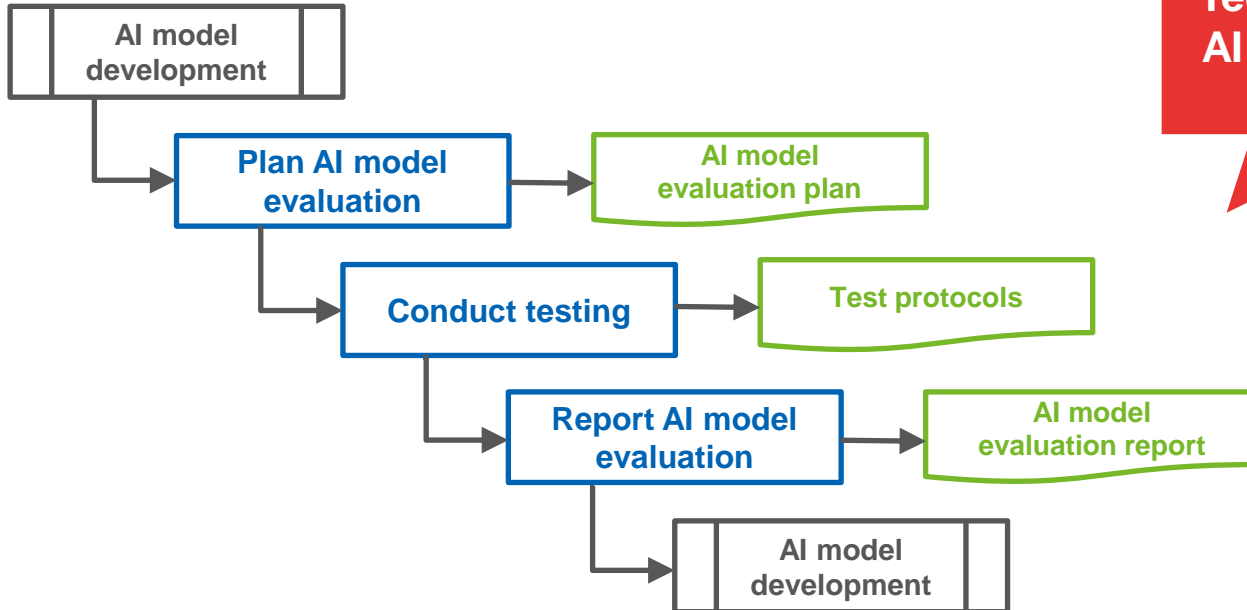 AI
AI model
development
Plan AI model
evaluation
AI model
evaluation plan
Conduct testing
Test protocols
Report AI model
evaluation
AI model
evaluation report
AI model
development